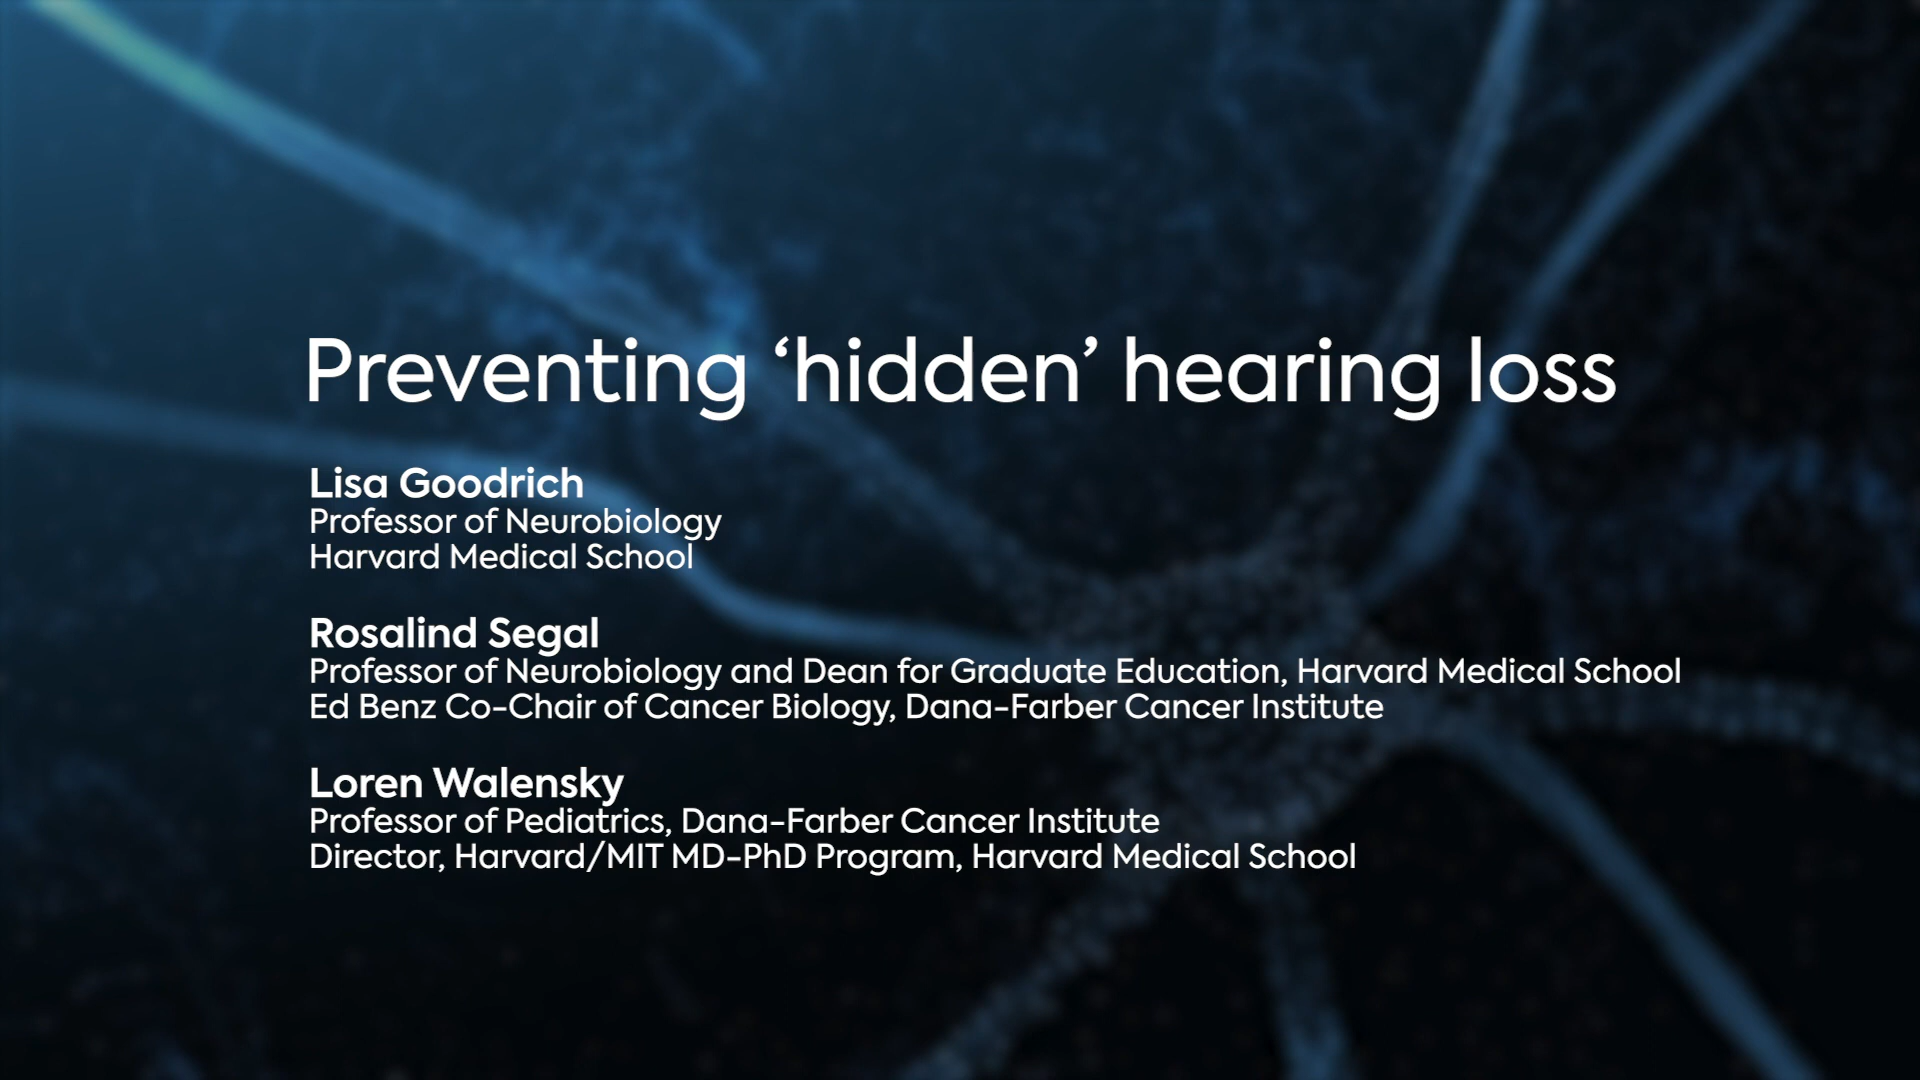 Preventing ‘hidden’ hearing loss
Lisa Goodrich
Professor of Neurobiology
Harvard Medical School
Rosalind Segal
Professor of Neurobiology and Dean for Graduate Education, Harvard Medical School
Ed Benz Co-Chair of Cancer Biology, Dana-Farber Cancer Institute
Loren Walensky
Professor of Pediatrics, Dana-Farber Cancer Institute
Director, Harvard/MIT MD-PhD Program, Harvard Medical School